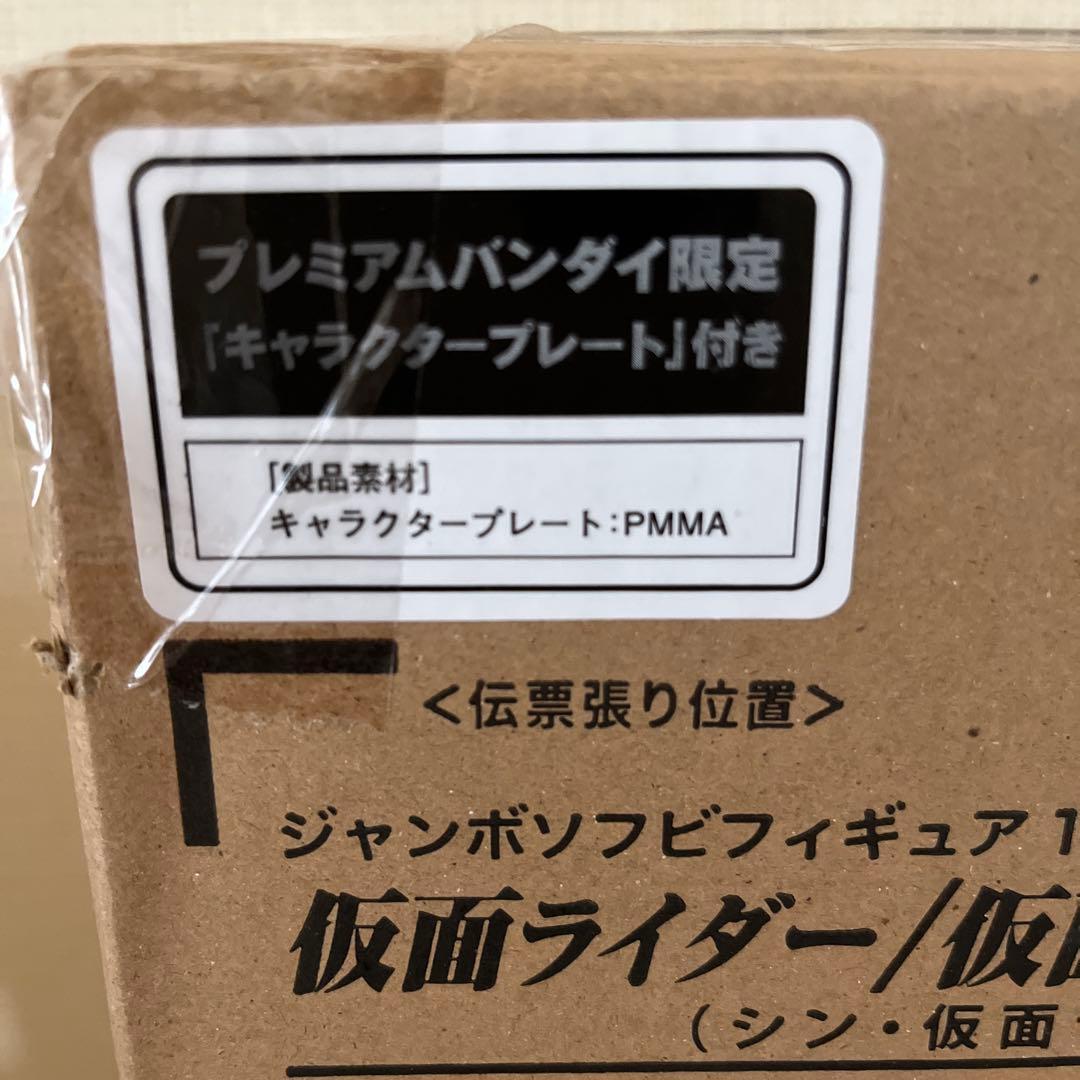 プレミアムバンダイ限定
「キャラクタープレート」付き
[製品素材]
キャラクタープレート:PMMA
<伝票張り位置>
ジャンボソフビフィギュア1
仮面ライダー/仮面
(シン・仮面